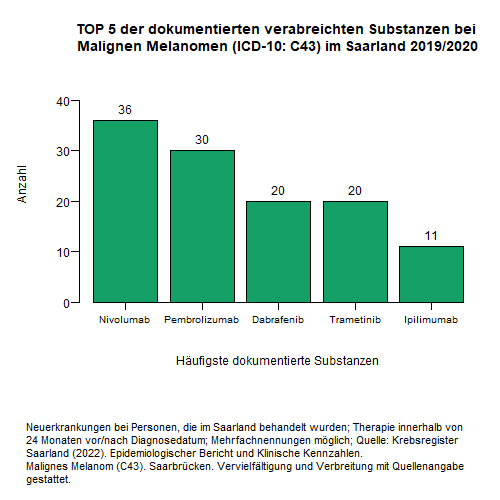 TOP 5 der dokumentierten verabreichten Substanzen bei
Malignen Melanomen (ICD-10: C43) im Saarland 2019/2020
Anzahl
40
30
20
10
0
36
30
20
20
11
Nivolumab
Pembrolizumab
Dabrafenib
Trametinib
Ipilimumab
Häufigste dokumentierte Substanzen
Neuerkrankungen bei Personen, die im Saarland behandelt wurden; Therapie innerhalb von
24 Monaten vor/nach Diagnosedatum; Mehrfachnennungen möglich; Quelle: Krebsregister
Saarland (2022). Epidemiologischer Bericht und Klinische Kennzahlen.
Malignes Melanom (C43). Saarbrücken. Vervielfältigung und Verbreitung mit Quellenangabe
gestattet.